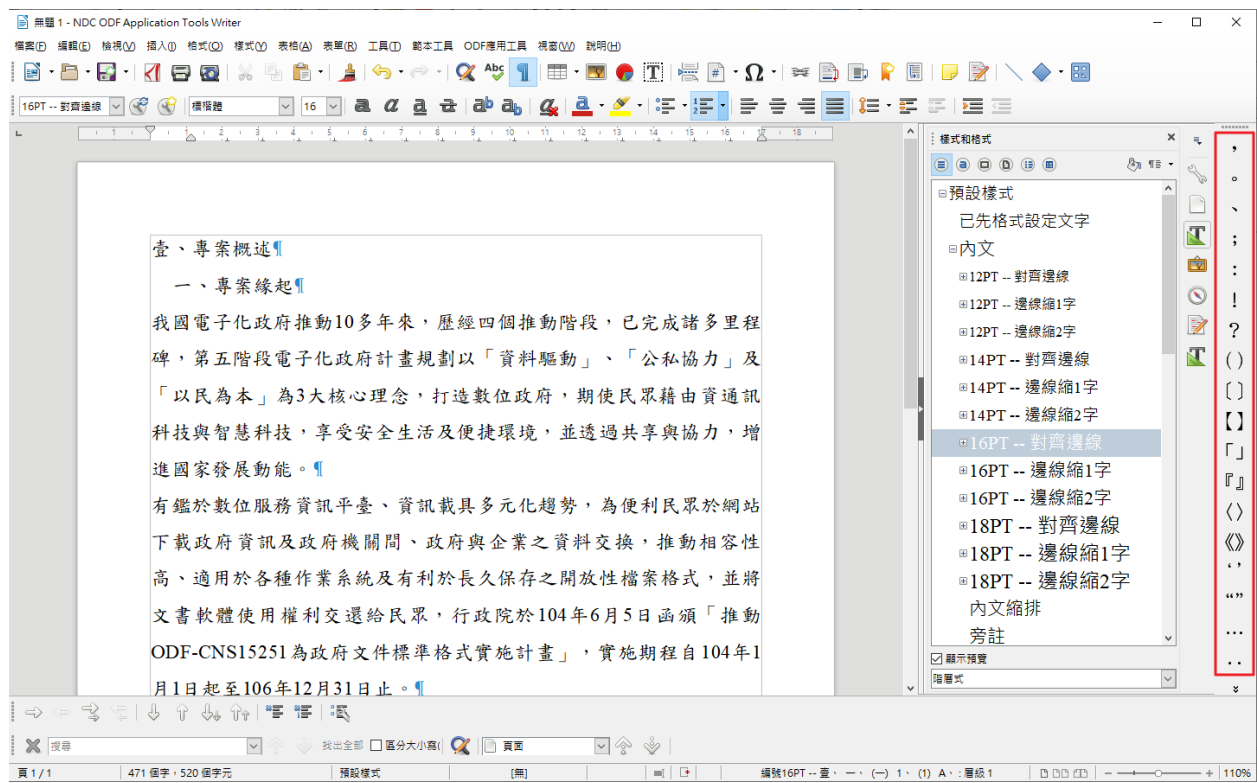 無題 1 - NDC ODF Application Tools Writer
檔案(F) 編輯(E) 檢視(V) 插入(I) 格式(O) 樣式(Y) 表格(A) 表單(R) 工具(T) 範本工具 ODF應用工具 視窗(W) 說明(H)
16PT -- 對齊邊線 標楷體 16
1 1 2 3 4 5 6 7 8 9 10 11 12 13 14 15 16 17 18
壹、專案概述¶
一、專案緣起¶
我國電子化政府推動10多年來，歷經四個推動階段，已完成諸多里程
碑，第五階段電子化政府計畫規劃以「資料驅動」、「公私協力」及
「以民為本」為3大核心理念，打造數位政府，期使民眾藉由資通訊
科技與智慧科技，享受安全生活及便捷環境，並透過共享與協力，增
進國家發展動能。¶
有鑑於數位服務資訊平臺、資訊載具多元化趨勢，為便利民眾於網站
下載政府資訊及政府機關間、政府與企業之資料交換，推動相容性
高、適用於各種作業系統及有利於長久保存之開放性檔案格式，並將
文書軟體使用權利交還給民眾，行政院於104年6月5日函頒「推動
ODF-CNS15251為政府文件標準格式實施計畫」，實施期程自104年1
月1日起至106年12月31日止。¶
樣式和格式
預設樣式
已先格式設定文字
內文
12PT -- 對齊邊線
12PT -- 邊線縮1字
12PT -- 邊線縮2字
14PT -- 對齊邊線
14PT -- 邊線縮1字
14PT -- 邊線縮2字
16PT -- 對齊邊線
16PT -- 邊線縮1字
16PT -- 邊線縮2字
18PT -- 對齊邊線
18PT -- 邊線縮1字
18PT -- 邊線縮2字
內文縮排
旁註
顯示預覽
階層式
，
。
、
；
：
！
？
（）
〔〕
【】
「」
『』
〈〉
《》
‘’
“”
…
‥
搜尋 找出全部 區分大小寫( 頁面
頁 1 / 1 471 個字，520 個字元 預設樣式 [無] 編號16PT -- 壹、 一、 (一) 1、 (1) A、: 層級 1 110%